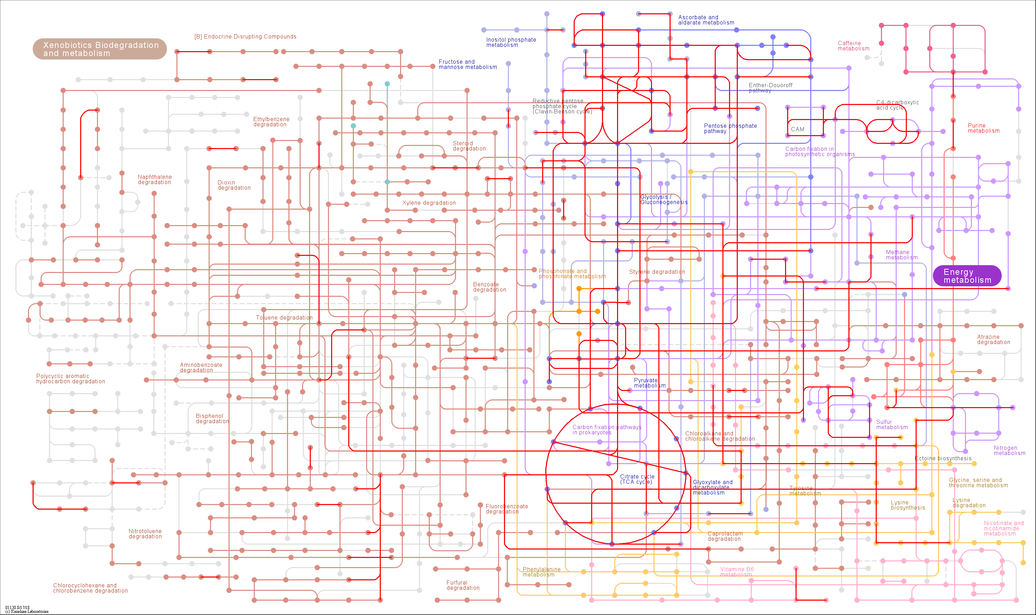 Xenobiotics Biodegradation
and metabolism
[B] Endocrine Disrupting Compounds
Inositol phosphate
metabolism
Ascorbate and
aldarate metabolism
Caffeine
metabolism
Fructose and
mannose metabolism
Entner-Doudroff
pathway
Reductive pentose
phosphate cycle
(Calvin-Benson cycle)
C4-dicarboxylic
acid cycle
Ethylbenzene
degradation
Pentose phosphate
pathway
CAM
Purine
metabolism
Steroid
degradation
Carbon fixation in
photosynthetic organisms
Naphthalene
degradation
Dioxin
degradation
Xylene degradation
Glycolysis /
Gluconeogenesis
Methane
metabolism
Energy
metabolism
Phosphonate and
phosphinate metabolism
Styrene degradation
Benzoate
degradation
Toluene degradation
Atrazine
degradation
Aminobenzoate
degradation
Polycyclic aromatic
hydrocarbon degradation
Pyruvate
metabolism
Bisphenol
degradation
Carbon fixation pathways
in prokaryotes
Chloroalkane and
chloroalkene degradation
Sulfur
metabolism
Nitrogen
metabolism
Ectoine biosynthesis
Citrate cycle
(TCA cycle)
Glyoxylate and
dicarboxylate
metabolism
Tyrosine
metabolism
Glycine, serine and
threonine metabolism
Lysine
biosynthesis
Lysine
degradation
Fluorobenzoate
degradation
Nicotinate and
nicotinamide
metabolism
Nitrotoluene
degradation
Caprolactam
degradation
Phenylalanine
metabolism
Vitamine B6
metabolism
Chlorocyclohexane and
chlorobenzene degradation
Furfural
degradation
(c) Kanehisa Laboratories